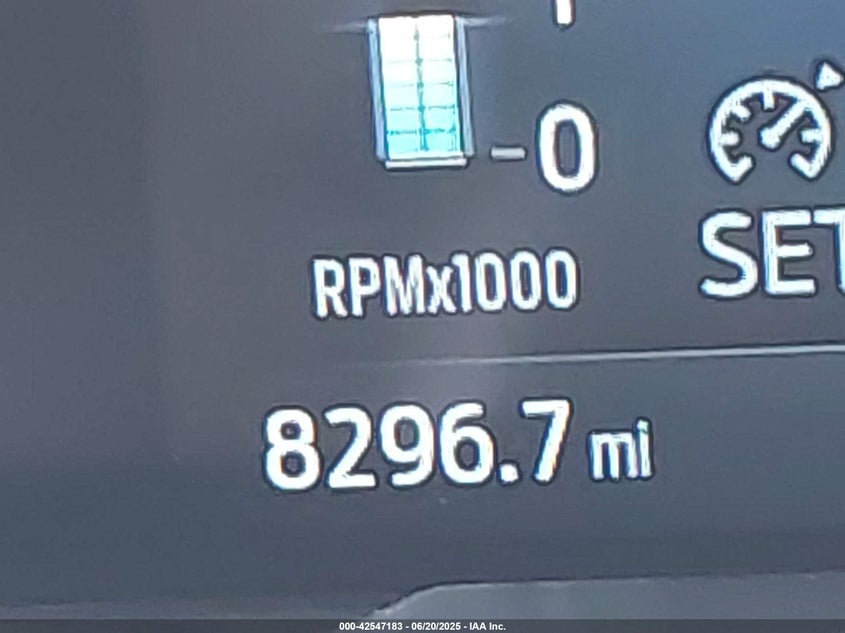 -0
SET
RPMx1000
8296.7 mi
000-42547183 - 06/20/2025 - IAA Inc.